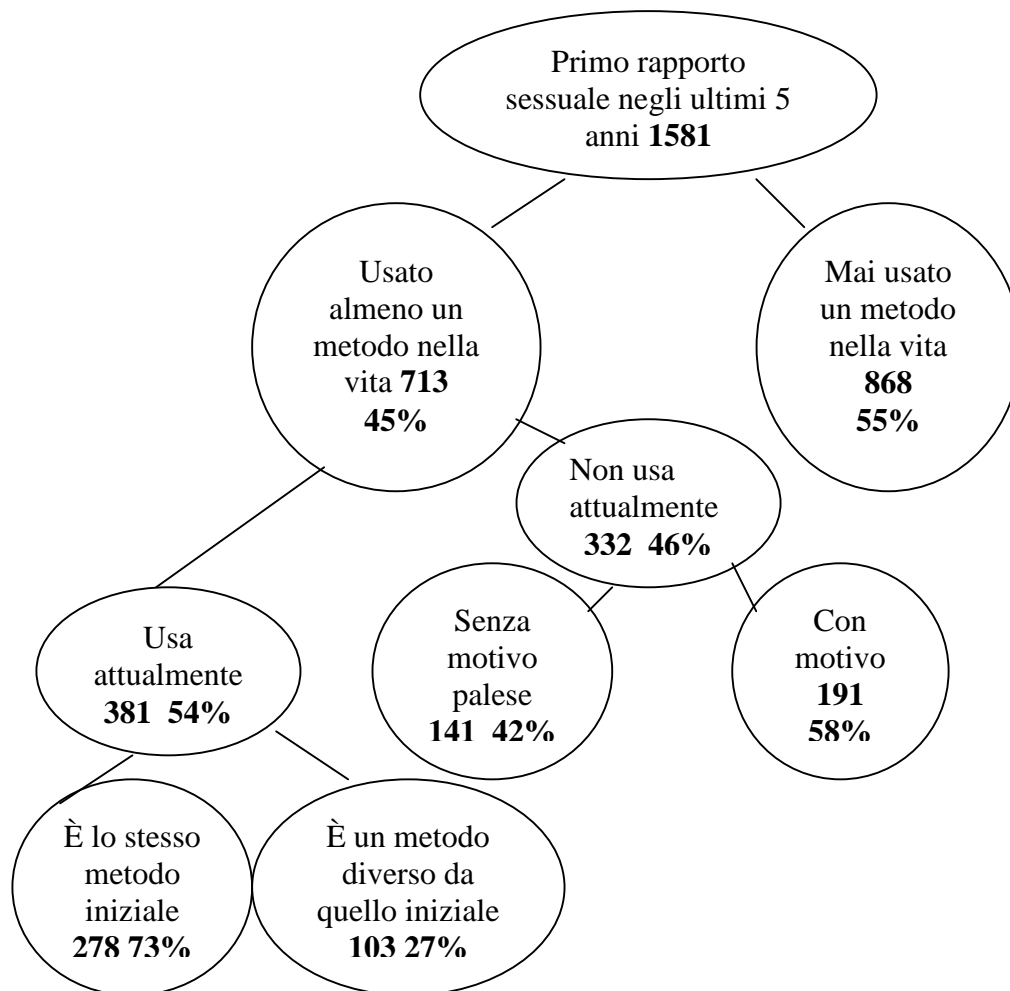 Primo rapporto
sessuale negli ultimi 5
anni 1581
Usato
almeno un
metodo nella
vita 713
45%
Mai usato
un metodo
nella vita
868
55%
Non usa
attualmente
332 46%
Usa
attualmente
381 54%
Senza
motivo
palese
141 42%
Con
motivo
191
58%
È lo stesso
metodo
iniziale
278 73%
È un metodo
diverso da
quello iniziale
103 27%